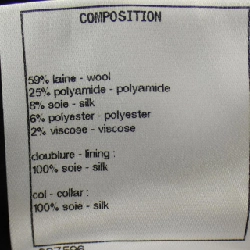 COMPOSITION
59% laine - wool
25% polyamide - polyamide
8% soie - silk
6% polyester - polyester
2% viscose - viscose
doublure - lining :
100% soie - silk
col - collar :
100% soie - silk